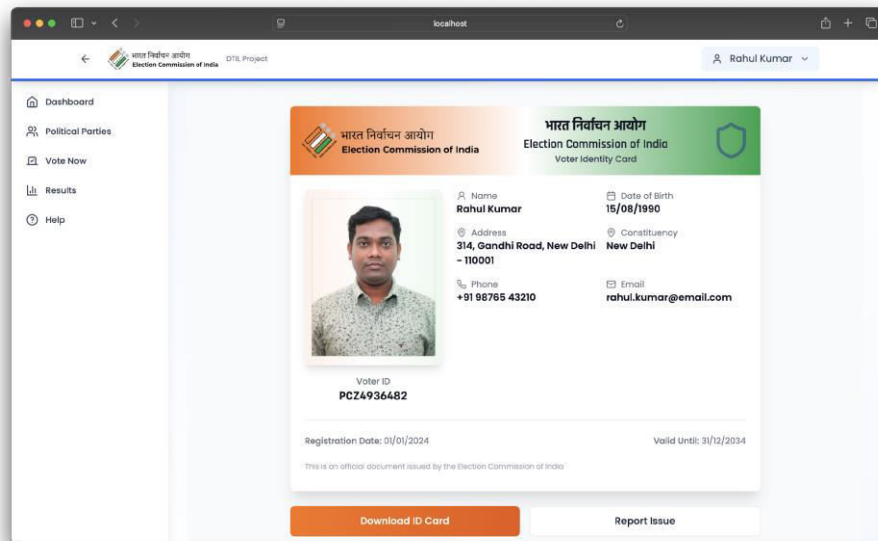 localhost
भारत निर्वाचन आयोग
Election Commission of India
DTIL Project
Rahul Kumar
Dashboard
Political Parties
Vote Now
Results
Help
भारत निर्वाचन आयोग
Election Commission of India
भारत निर्वाचन आयोग
Election Commission of India
Voter Identity Card
Name
Rahul Kumar
Date of Birth
15/08/1990
Address
314, Gandhi Road, New Delhi
- 110001
Constituency
New Delhi
Phone
+91 98765 43210
Email
rahul.kumar@email.com
Voter ID
PCZ4936482
Registration Date: 01/01/2024
Valid Until: 31/12/2034
This is an official document issued by the Election Commission of India
Download ID Card
Report Issue